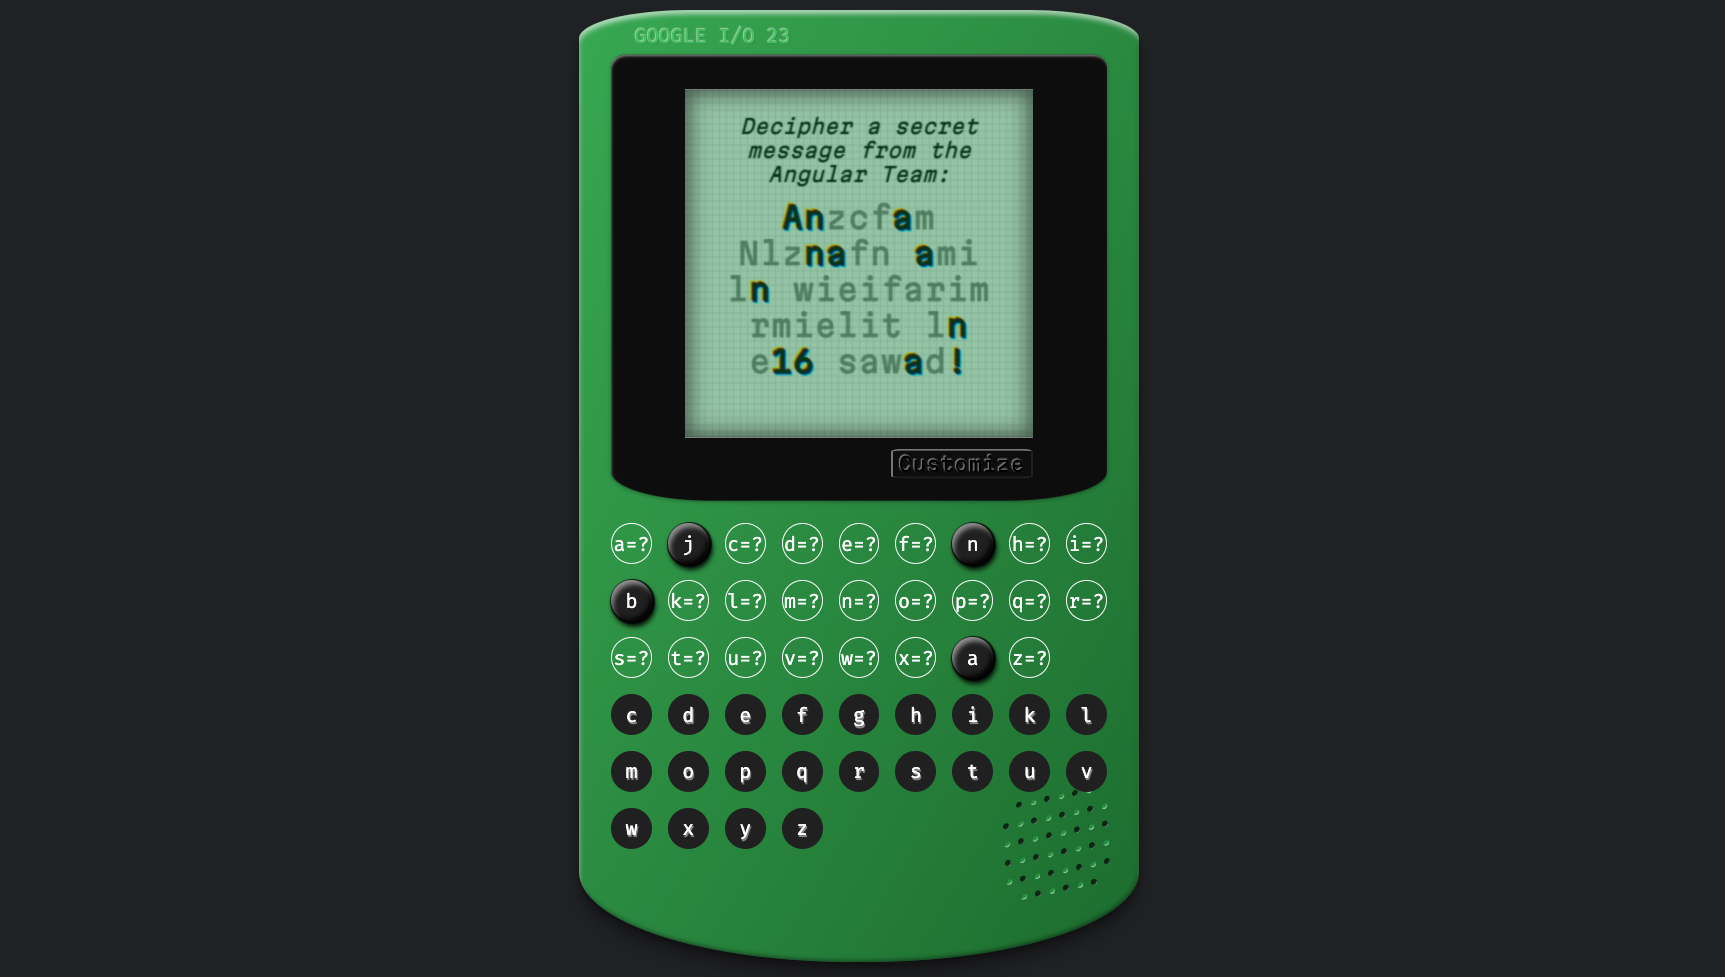 GOOGLE I/O 23
Decipher a secret
message from the
Angular Team:
Anzcfam
Nlznafn ami
ln wieifarim
rmielit ln
e16 sawad!
Customize
a=? j c=? d=? e=? f=? n h=? i=?
b k=? l=? m=? n=? o=? p=? q=? r=?
s=? t=? u=? v=? w=? x=? a z=?
c d e f g h i k l
m o p q r s t u v
w x y z